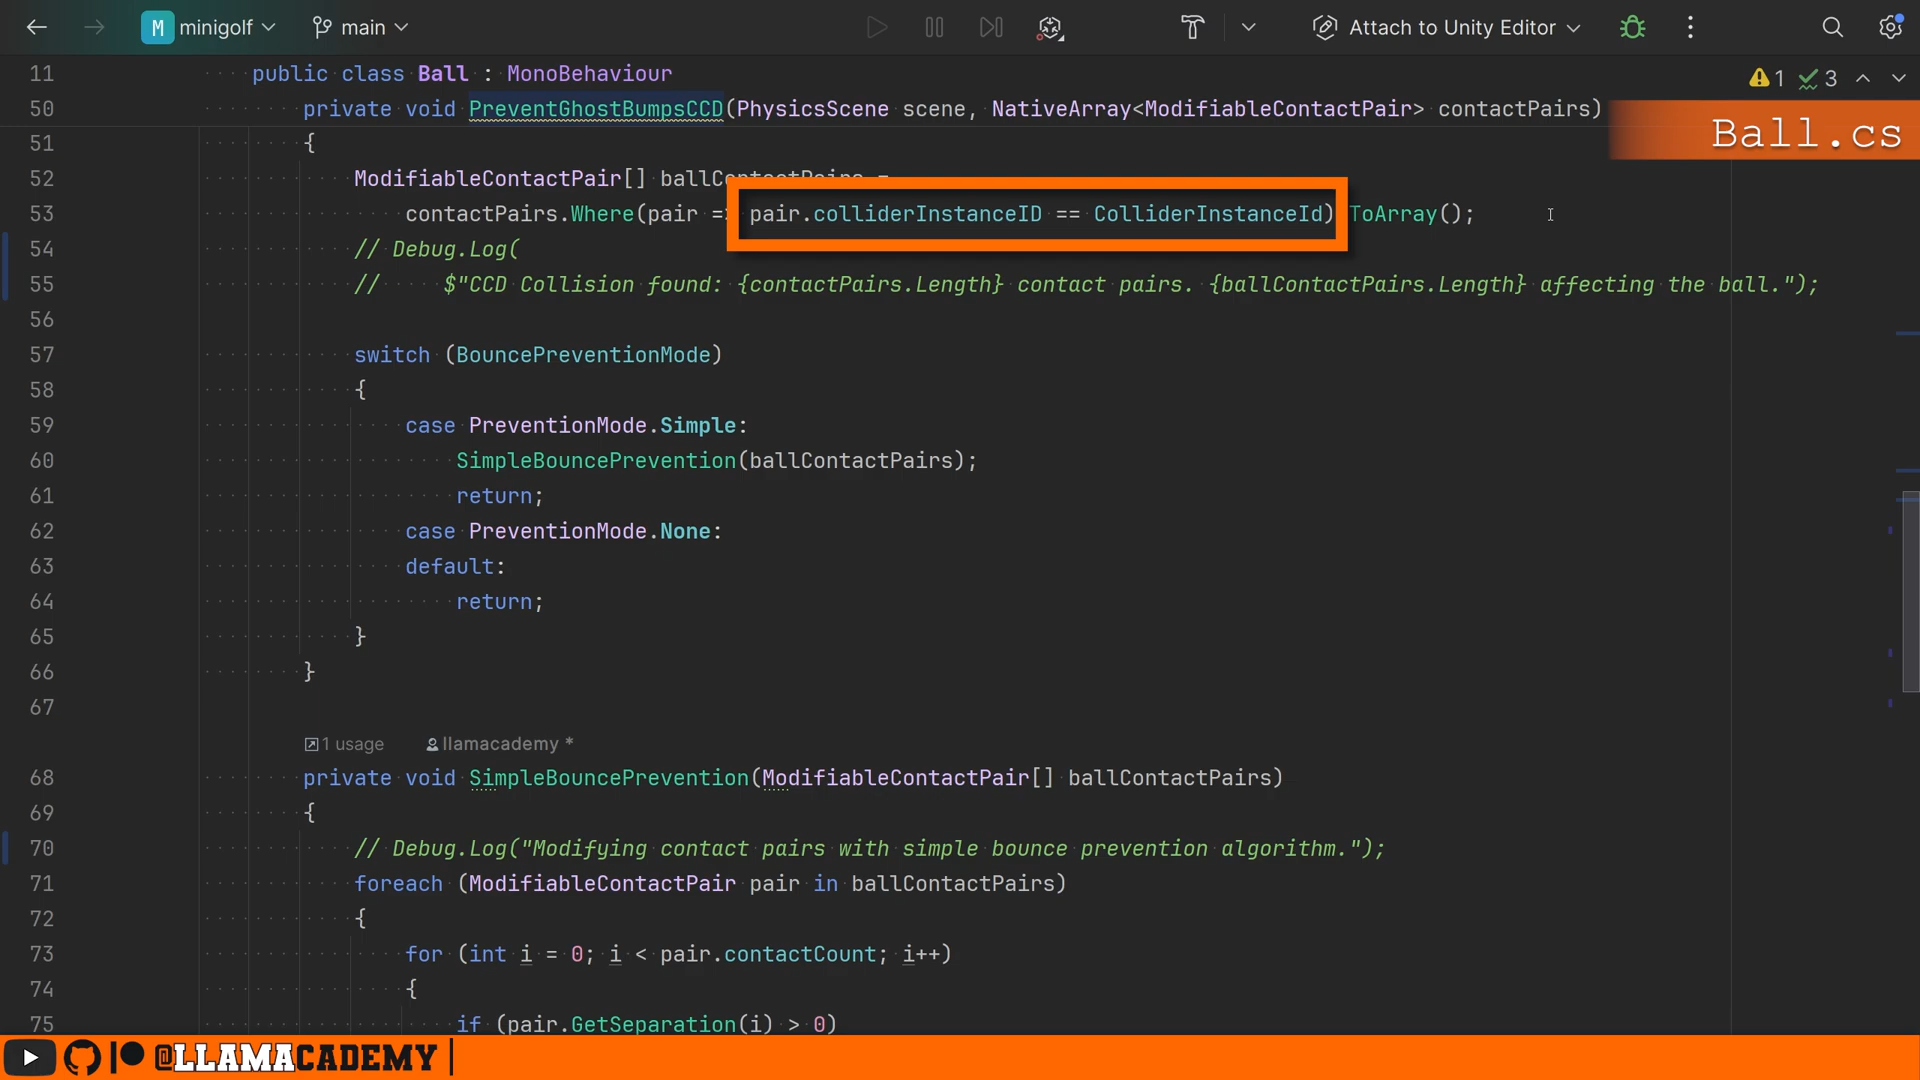 M minigolf main Attach to Unity Editor
11 public class Ball : MonoBehaviour
1 3
50 private void PreventGhostBumpsCCD(PhysicsScene scene, NativeArray<ModifiableContactPair> contactPairs)
Ball.cs
51 {
52 ModifiableContactPair[] ballContactPairs =
53 contactPairs.Where(pair = pair.colliderInstanceID == ColliderInstanceId) ToArray();
54 // Debug.Log(
55 // $"CCD Collision found: {contactPairs.Length} contact pairs. {ballContactPairs.Length} affecting the ball.");
56
57 switch (BouncePreventionMode)
58 {
59 case PreventionMode.Simple:
60 SimpleBouncePrevention(ballContactPairs);
61 return;
62 case PreventionMode.None:
63 default:
64 return;
65 }
66 }
67
1 usage llamacademy *
68 private void SimpleBouncePrevention(ModifiableContactPair[] ballContactPairs)
69 {
70 // Debug.Log("Modifying contact pairs with simple bounce prevention algorithm.");
71 foreach (ModifiableContactPair pair in ballContactPairs)
72 {
73 for (int i = 0; i < pair.contactCount; i++)
74 {
75 if (pair.GetSeparation(i) > 0)
@LLAMACADEMY